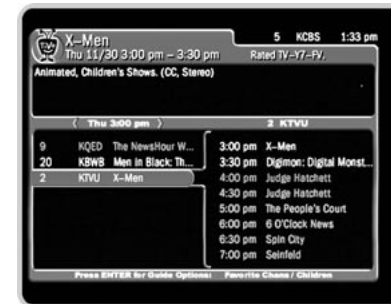 TiVo
X–Men
5 KCBS 1:33 pm
Thu 11/30 3:00 pm – 3:30 pm
Rated TV–Y7–FV.
Animated, Children's Shows. (CC, Stereo)
Thu 3:00 pm
2 KTVU
9 KQED The NewsHour W...
20 KBWB Men in Black: Th...
2 KTVU X–Men
3:00 pm X–Men
3:30 pm Digimon: Digital Monst...
4:00 pm Judge Hatchett
4:30 pm Judge Hatchett
5:00 pm The People's Court
6:00 pm 6 O'Clock News
6:30 pm Spin City
7:00 pm Seinfeld
Press ENTER for Guide Options: Favorite Chans / Children